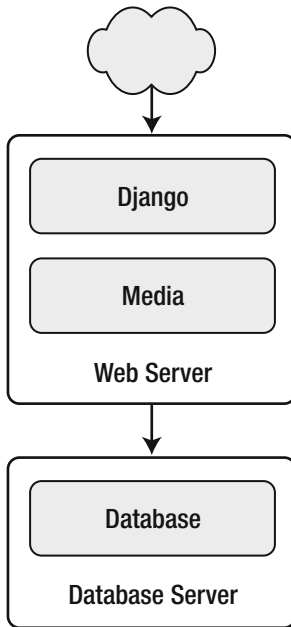 Django
Media
Web Server
Database
Database Server